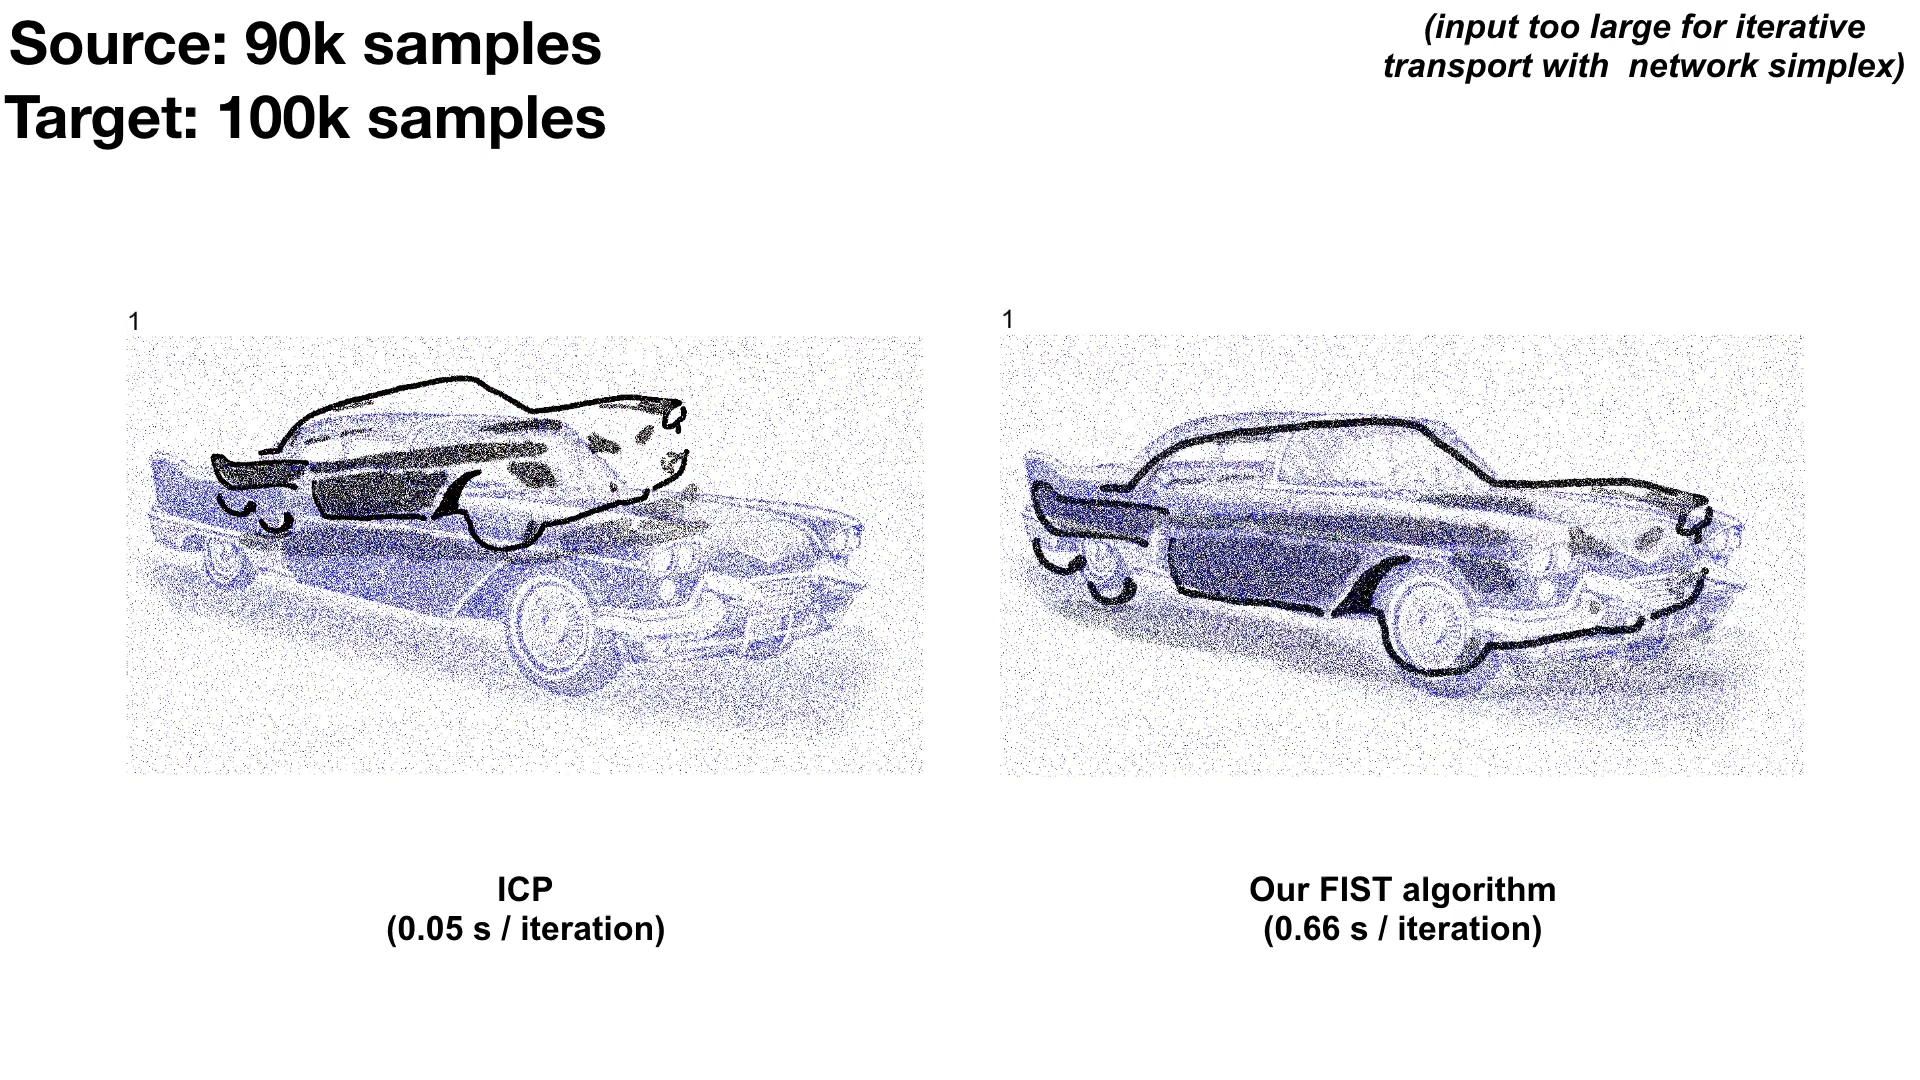 Source: 90k samples
Target: 100k samples
(input too large for iterative
transport with  network simplex)
1
1
ICP
(0.05 s / iteration)
Our FIST algorithm
(0.66 s / iteration)